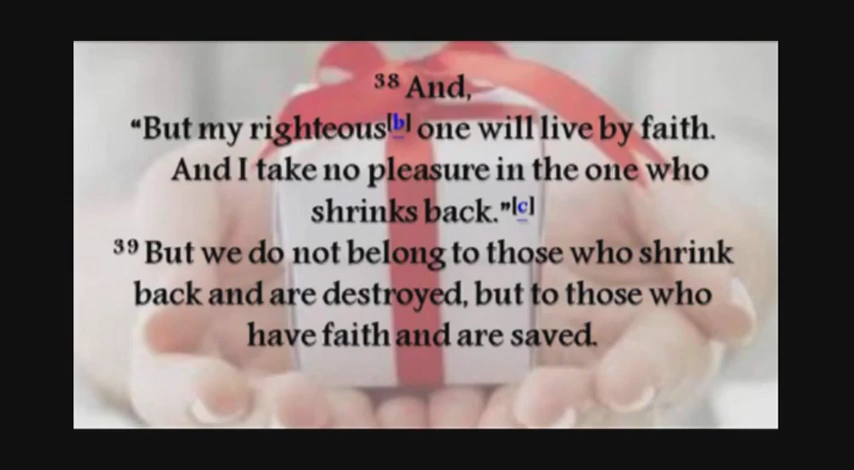 38 And,
“But my righteous[b] one will live by faith.
And I take no pleasure in the one who
shrinks back.”[c]
39 But we do not belong to those who shrink
back and are destroyed, but to those who
have faith and are saved.